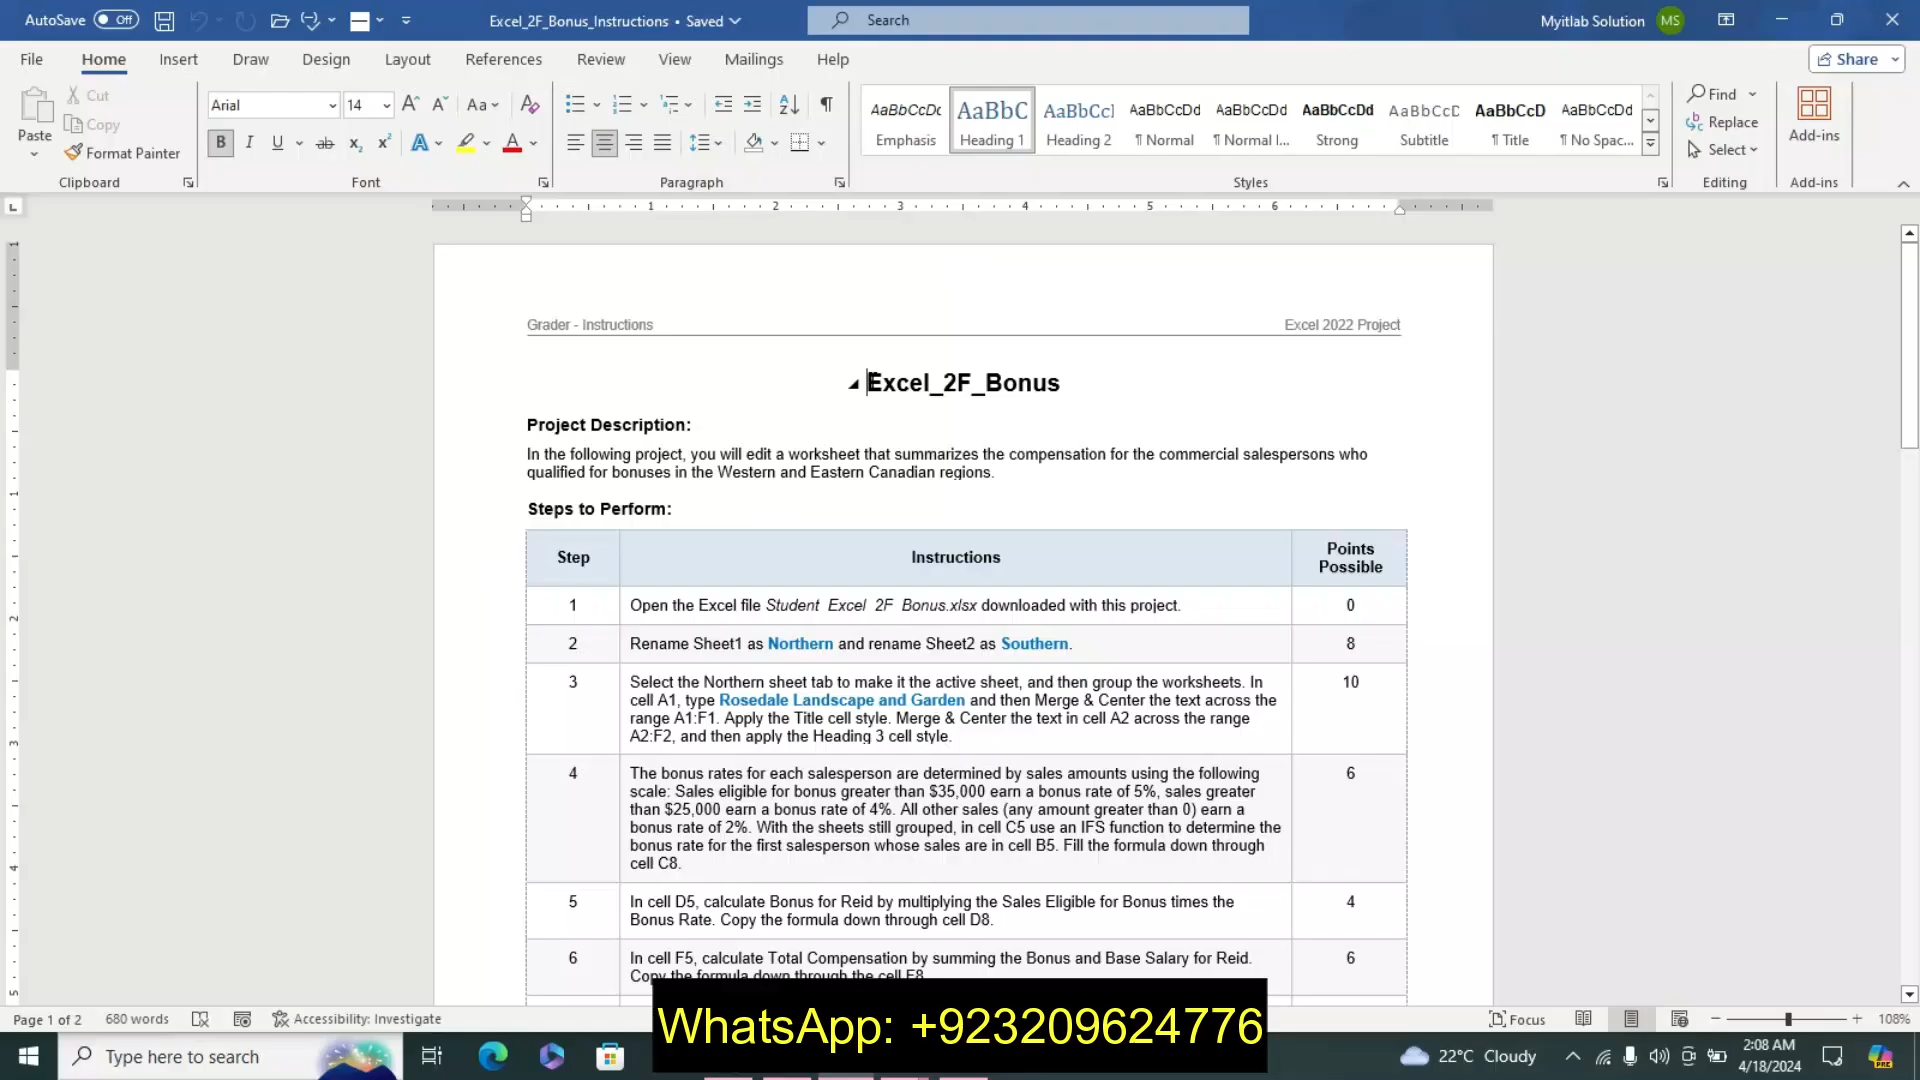 AutoSave Off
Excel_2F_Bonus_Instructions • Saved
Search
Myitlab Solution MS
File Home Insert Draw Design Layout References Review View Mailings Help Share
Paste
Cut
Copy
Format Painter
Clipboard
Arial 14
Aa
Font
Paragraph
AaBbCcDc AaBbC AaBbCcI AaBbCcDd AaBbCcDd AaBbCcDd AaBbCcD AaBbCcD AaBbCcDd
Emphasis Heading 1 Heading 2 ¶ Normal ¶ Normal I... Strong Subtitle ¶ Title ¶ No Spac...
Styles
Find
Replace
Select
Editing
Add-ins
Add-ins
1 2 3 4 5 6
Grader - Instructions Excel 2022 Project
Excel_2F_Bonus
Project Description:
In the following project, you will edit a worksheet that summarizes the compensation for the commercial salespersons who
qualified for bonuses in the Western and Eastern Canadian regions.
Steps to Perform:
Step Instructions Points
Possible
1 Open the Excel file Student Excel 2F Bonus.xlsx downloaded with this project. 0
2 Rename Sheet1 as Northern and rename Sheet2 as Southern. 8
3 Select the Northern sheet tab to make it the active sheet, and then group the worksheets. In 10
cell A1, type Rosedale Landscape and Garden and then Merge & Center the text across the
range A1:F1. Apply the Title cell style. Merge & Center the text in cell A2 across the range
A2:F2, and then apply the Heading 3 cell style.
4 The bonus rates for each salesperson are determined by sales amounts using the following 6
scale: Sales eligible for bonus greater than $35,000 earn a bonus rate of 5%, sales greater
than $25,000 earn a bonus rate of 4%. All other sales (any amount greater than 0) earn a
bonus rate of 2%. With the sheets still grouped, in cell C5 use an IFS function to determine the
bonus rate for the first salesperson whose sales are in cell B5. Fill the formula down through
cell C8.
5 In cell D5, calculate Bonus for Reid by multiplying the Sales Eligible for Bonus times the 4
Bonus Rate. Copy the formula down through cell D8.
6 In cell F5, calculate Total Compensation by summing the Bonus and Base Salary for Reid. 6
Copy the formula down through the cell F8.
WhatsApp: +923209624776
Page 1 of 2 680 words Accessibility: Investigate Focus 108%
Type here to search
22°C Cloudy
2:08 AM
4/18/2024